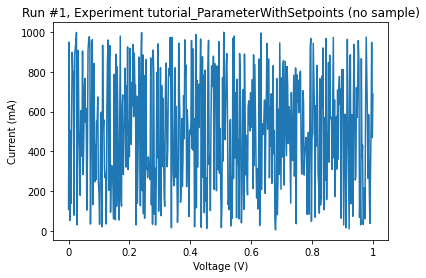 Run #1, Experiment tutorial_ParameterWithSetpoints (no sample)
1000
800
600
400
200
0
Current (mA)
0 0.2 0.4 0.6 0.8 1
Voltage (V)